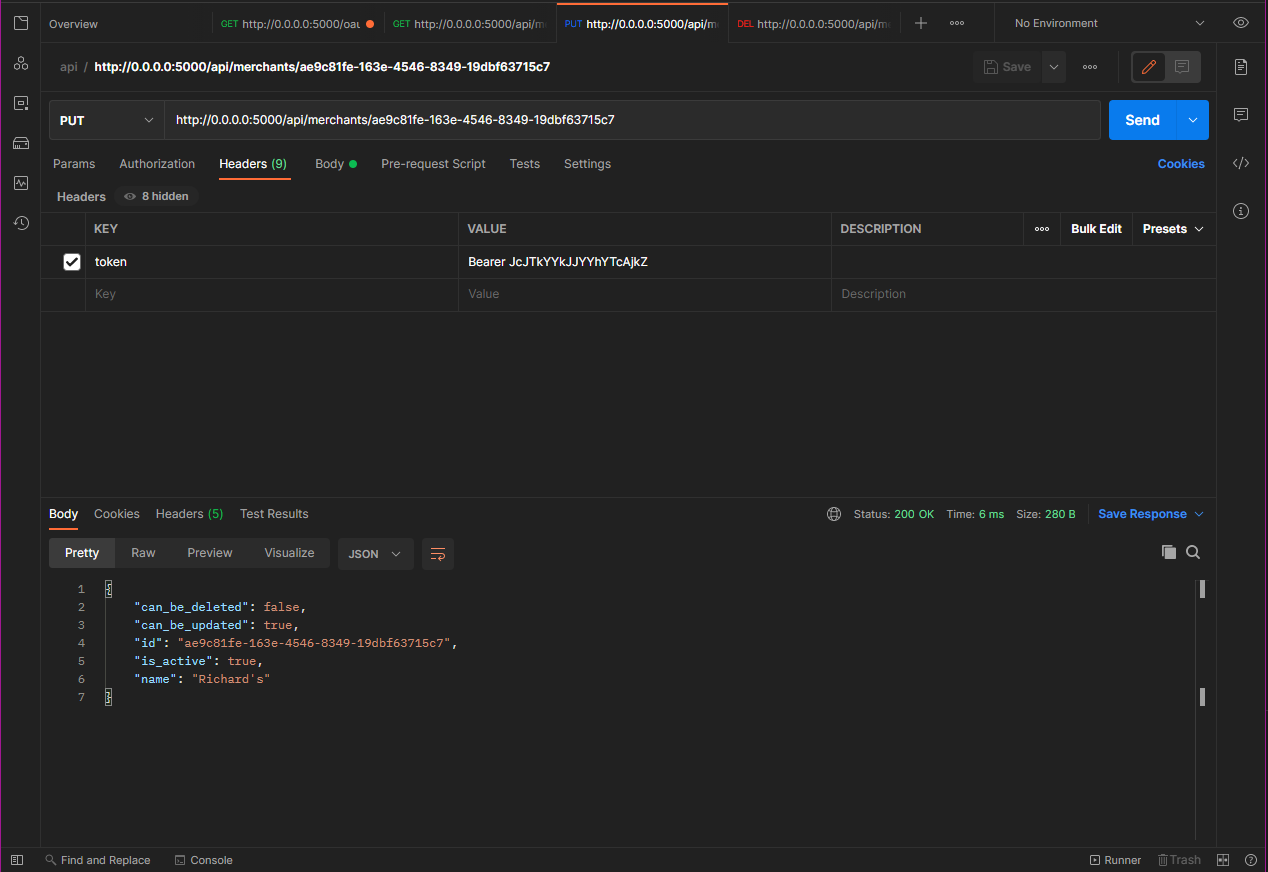 Overview GET http://0.0.0.0:5000/oau GET http://0.0.0.0:5000/api/m PUT http://0.0.0.0:5000/api/m DEL http://0.0.0.0:5000/api/m No Environment
api / http://0.0.0.0:5000/api/merchants/ae9c81fe-163e-4546-8349-19dbf63715c7 Save
PUT http://0.0.0.0:5000/api/merchants/ae9c81fe-163e-4546-8349-19dbf63715c7 Send
Params Authorization Headers (9) Body Pre-request Script Tests Settings Cookies
Headers 8 hidden
KEY VALUE DESCRIPTION Bulk Edit Presets
token Bearer JcJTkYYkJJYYhYTcAjkZ
Key Value Description
Body Cookies Headers (5) Test Results Status: 200 OK Time: 6 ms Size: 280 B Save Response
Pretty Raw Preview Visualize JSON
1 {
2 "can_be_deleted": false,
3 "can_be_updated": true,
4 "id": "ae9c81fe-163e-4546-8349-19dbf63715c7",
5 "is_active": true,
6 "name": "Richard's"
7 }
Find and Replace Console Runner Trash